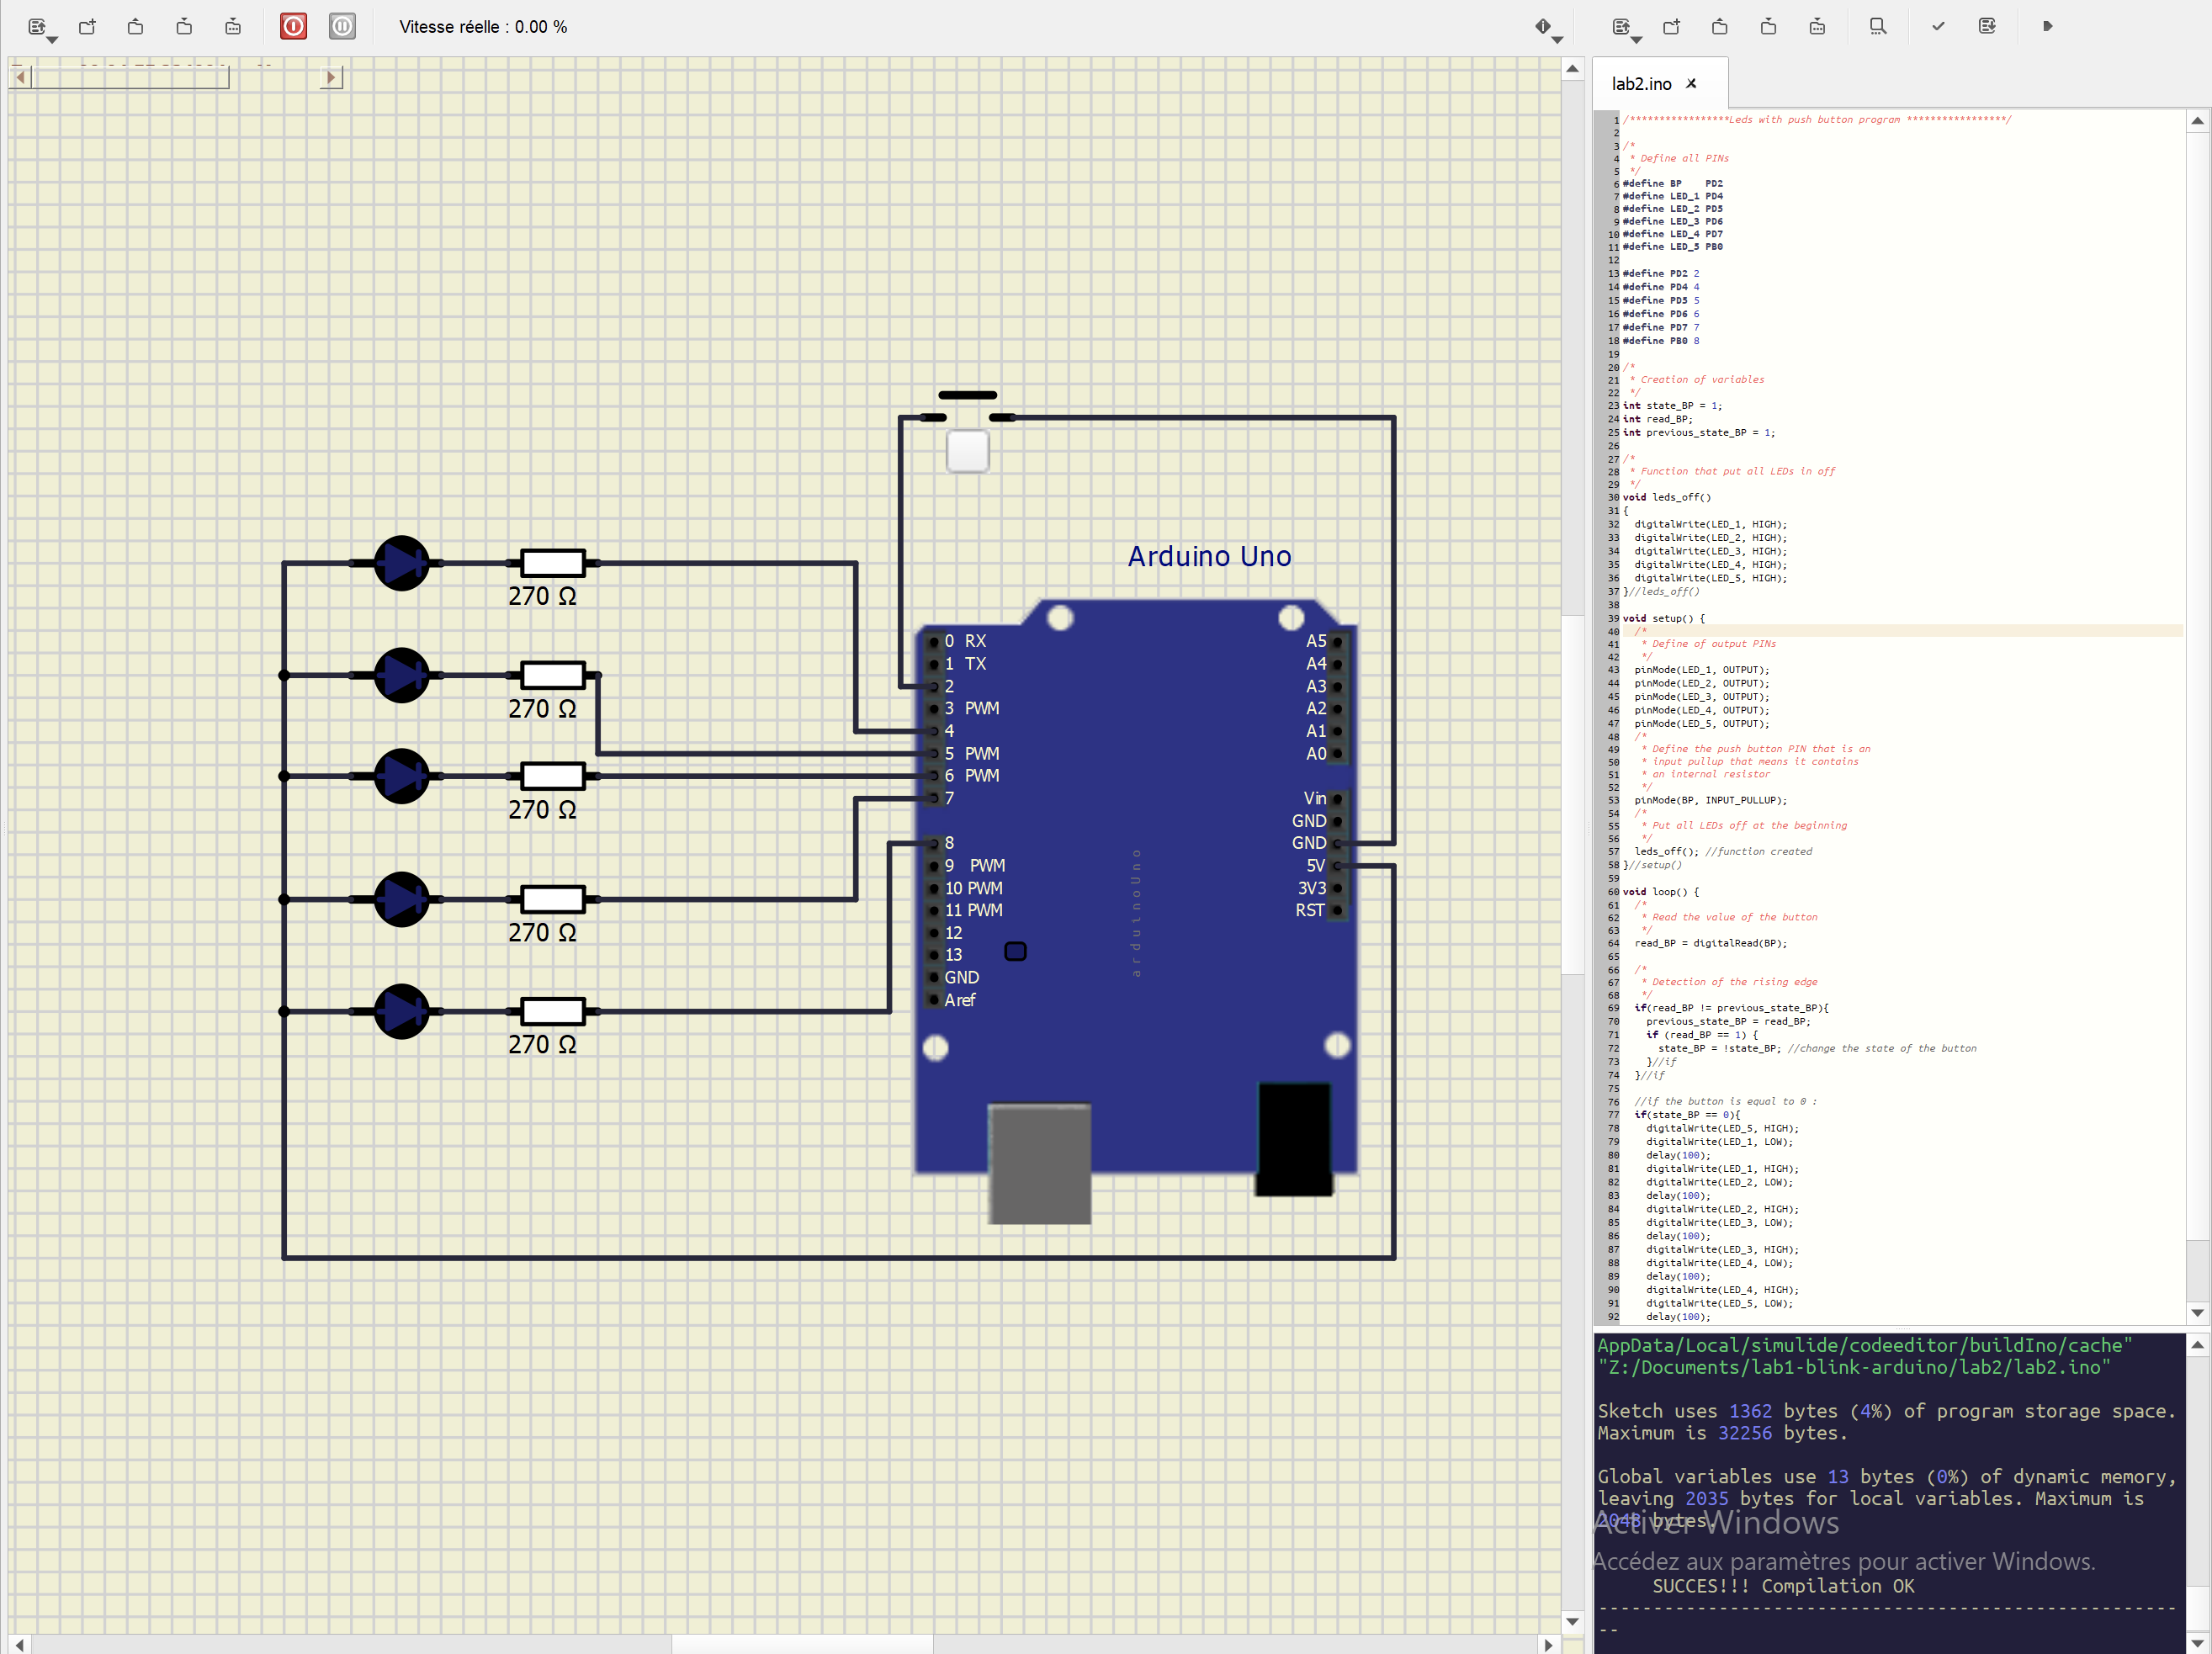 Vitesse réelle : 0.00 %
270 Ω
270 Ω
270 Ω
270 Ω
270 Ω
Arduino Uno
0 RX
1 TX
2
3 PWM
4
5 PWM
6 PWM
7
8
9 PWM
10 PWM
11 PWM
12
13
GND
Aref
A5
A4
A3
A2
A1
A0
Vin
GND
GND
5V
3V3
RST
arduinoUno
lab2.ino
1 /*****************Leds with push button program *****************/
2
3 /*
4 * Define all PINs
5 */
6 #define BP PD2
7 #define LED_1 PD4
8 #define LED_2 PD5
9 #define LED_3 PD6
10 #define LED_4 PD7
11 #define LED_5 PB0
12
13 #define PD2 2
14 #define PD4 4
15 #define PD5 5
16 #define PD6 6
17 #define PD7 7
18 #define PB0 8
19
20 /*
21 * Creation of variables
22 */
23 int state_BP = 1;
24 int read_BP;
25 int previous_state_BP = 1;
26
27 /*
28 * Function that put all LEDs in off
29 */
30 void leds_off()
31 {
32 digitalWrite(LED_1, HIGH);
33 digitalWrite(LED_2, HIGH);
34 digitalWrite(LED_3, HIGH);
35 digitalWrite(LED_4, HIGH);
36 digitalWrite(LED_5, HIGH);
37 }//leds_off()
38
39 void setup() {
40 /*
41 * Define of output PINs
42 */
43 pinMode(LED_1, OUTPUT);
44 pinMode(LED_2, OUTPUT);
45 pinMode(LED_3, OUTPUT);
46 pinMode(LED_4, OUTPUT);
47 pinMode(LED_5, OUTPUT);
48 /*
49 * Define the push button PIN that is an
50 * input pullup that means it contains
51 * an internal resistor
52 */
53 pinMode(BP, INPUT_PULLUP);
54 /*
55 * Put all LEDs off at the beginning
56 */
57 leds_off(); //function created
58 }//setup()
59
60 void loop() {
61 /*
62 * Read the value of the button
63 */
64 read_BP = digitalRead(BP);
65
66 /*
67 * Detection of the rising edge
68 */
69 if(read_BP != previous_state_BP){
70 previous_state_BP = read_BP;
71 if (read_BP == 1) {
72 state_BP = !state_BP; //change the state of the button
73 }//if
74 }//if
75
76 //if the button is equal to 0 :
77 if(state_BP == 0){
78 digitalWrite(LED_5, HIGH);
79 digitalWrite(LED_1, LOW);
80 delay(100);
81 digitalWrite(LED_1, HIGH);
82 digitalWrite(LED_2, LOW);
83 delay(100);
84 digitalWrite(LED_2, HIGH);
85 digitalWrite(LED_3, LOW);
86 delay(100);
87 digitalWrite(LED_3, HIGH);
88 digitalWrite(LED_4, LOW);
89 delay(100);
90 digitalWrite(LED_4, HIGH);
91 digitalWrite(LED_5, LOW);
92 delay(100);
AppData/Local/simulide/codeeditor/buildIno/cache"
"Z:/Documents/lab1-blink-arduino/lab2/lab2.ino"
Sketch uses 1362 bytes (4%) of program storage space.
Maximum is 32256 bytes.
Global variables use 13 bytes (0%) of dynamic memory,
leaving 2035 bytes for local variables. Maximum is
2048 bytes.
Activer Windows
Accédez aux paramètres pour activer Windows.
SUCCES!!! Compilation OK
-----------------------------------------------------
--